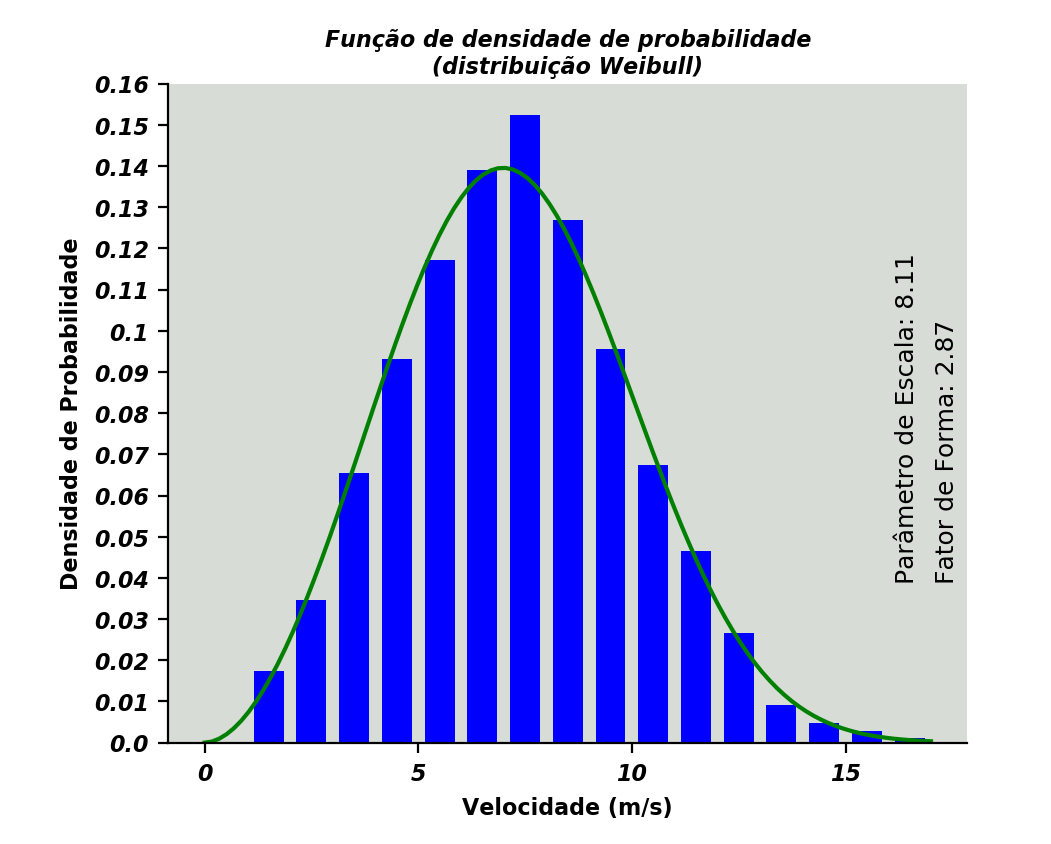 Função de densidade de probabilidade
(distribuição Weibull)
0.16
0.15
0.14
0.13
0.12
0.11
0.1
0.09
0.08
0.07
0.06
0.05
0.04
0.03
0.02
0.01
0.0
Densidade de Probabilidade
Parâmetro de Escala: 8.11
Fator de Forma: 2.87
0 5 10 15
Velocidade (m/s)